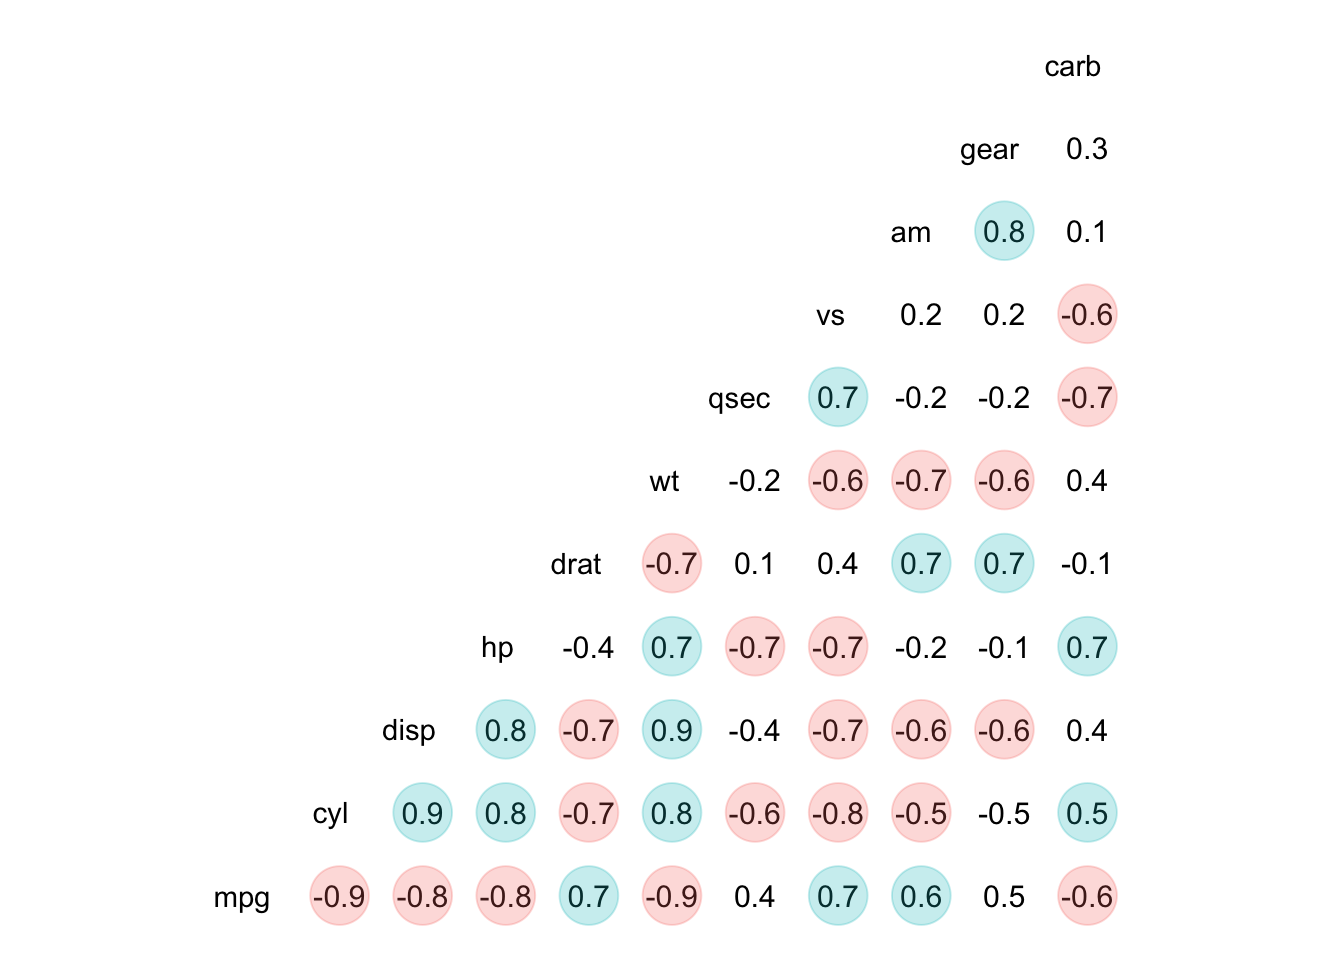 carb
gear 0.3
am 0.8 0.1
vs 0.2 0.2 -0.6
qsec 0.7 -0.2 -0.2 -0.7
wt -0.2 -0.6 -0.7 -0.6 0.4
drat -0.7 0.1 0.4 0.7 0.7 -0.1
hp -0.4 0.7 -0.7 -0.7 -0.2 -0.1 0.7
disp 0.8 -0.7 0.9 -0.4 -0.7 -0.6 -0.6 0.4
cyl 0.9 0.8 -0.7 0.8 -0.6 -0.8 -0.5 -0.5 0.5
mpg -0.9 -0.8 -0.8 0.7 -0.9 0.4 0.7 0.6 0.5 -0.6